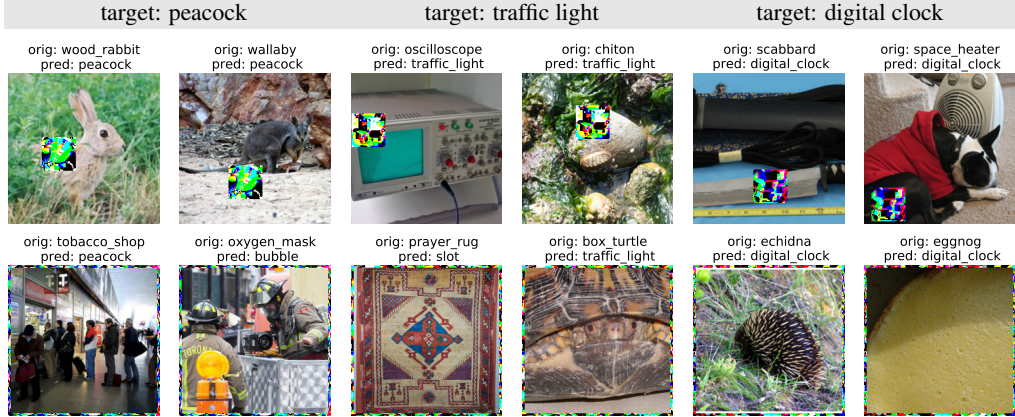 target: peacock
target: traffic light
target: digital clock
orig: wood_rabbit
pred: peacock
orig: wallaby
pred: peacock
orig: oscilloscope
pred: traffic_light
orig: chiton
pred: traffic_light
orig: scabbard
pred: digital_clock
orig: space_heater
pred: digital_clock
orig: tobacco_shop
pred: peacock
orig: oxygen_mask
pred: bubble
orig: prayer_rug
pred: slot
orig: box_turtle
pred: traffic_light
orig: echidna
pred: digital_clock
orig: eggnog
pred: digital_clock
TORONTO